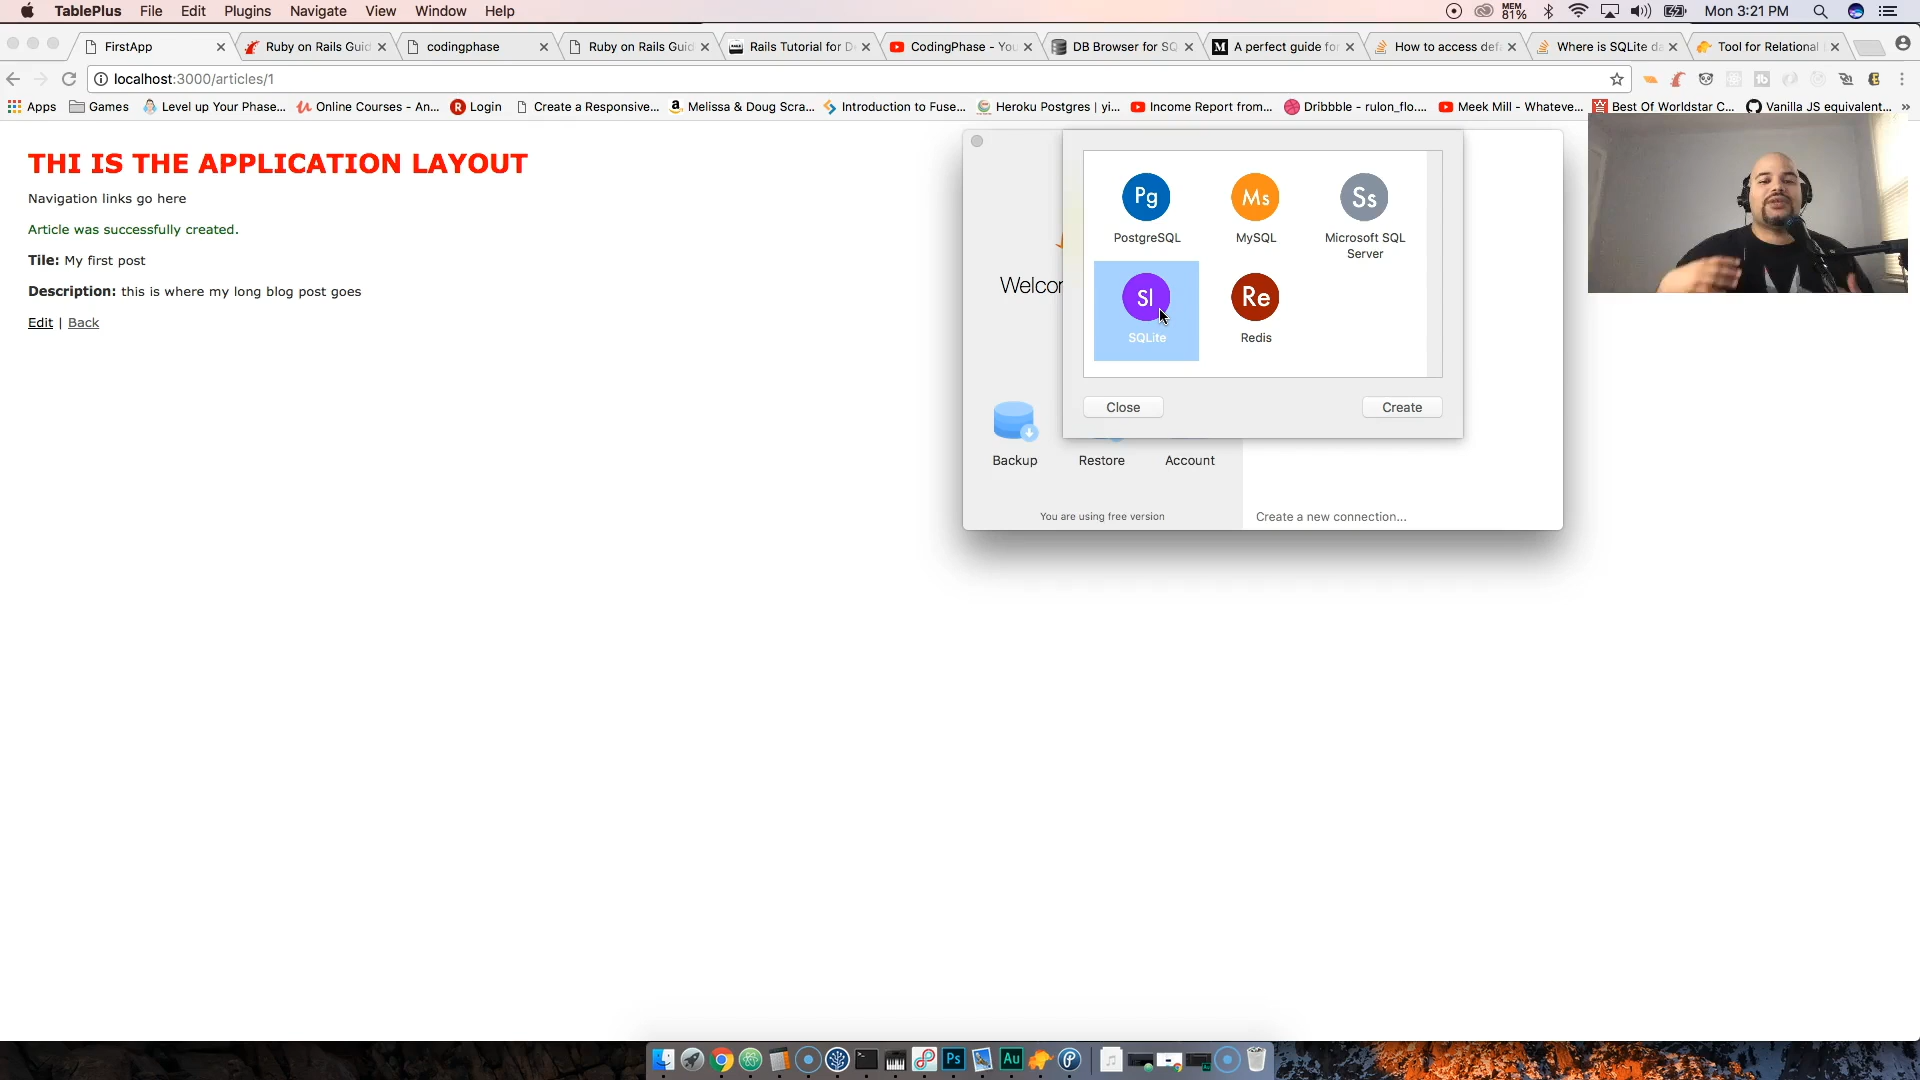 TablePlus File Edit Plugins Navigate View Window Help MEM 81% Mon 3:21 PM
FirstApp Ruby on Rails Guid codingphase Ruby on Rails Guid Rails Tutorial for D CodingPhase - You DB Browser for SQ A perfect guide for How to access defa Where is SQLite da Tool for Relational
localhost:3000/articles/1
Apps Games Level up Your Phase... Online Courses - An... Login Create a Responsive... Melissa & Doug Scra... Introduction to Fuse... Heroku Postgres | yi... Income Report from... Dribbble - rulon_flo.... Meek Mill - Whateve... Best Of Worldstar C... Vanilla JS equivalent... »
THI IS THE APPLICATION LAYOUT
Navigation links go here
Article was successfully created.
Tile: My first post
Description: this is where my long blog post goes
Edit | Back
Pg Ms Ss
PostgreSQL MySQL Microsoft SQL Server
Sl Re
SQLite Redis
Close Create
Welcor
Backup Restore Account
You are using free version
Create a new connection...
Ps Au